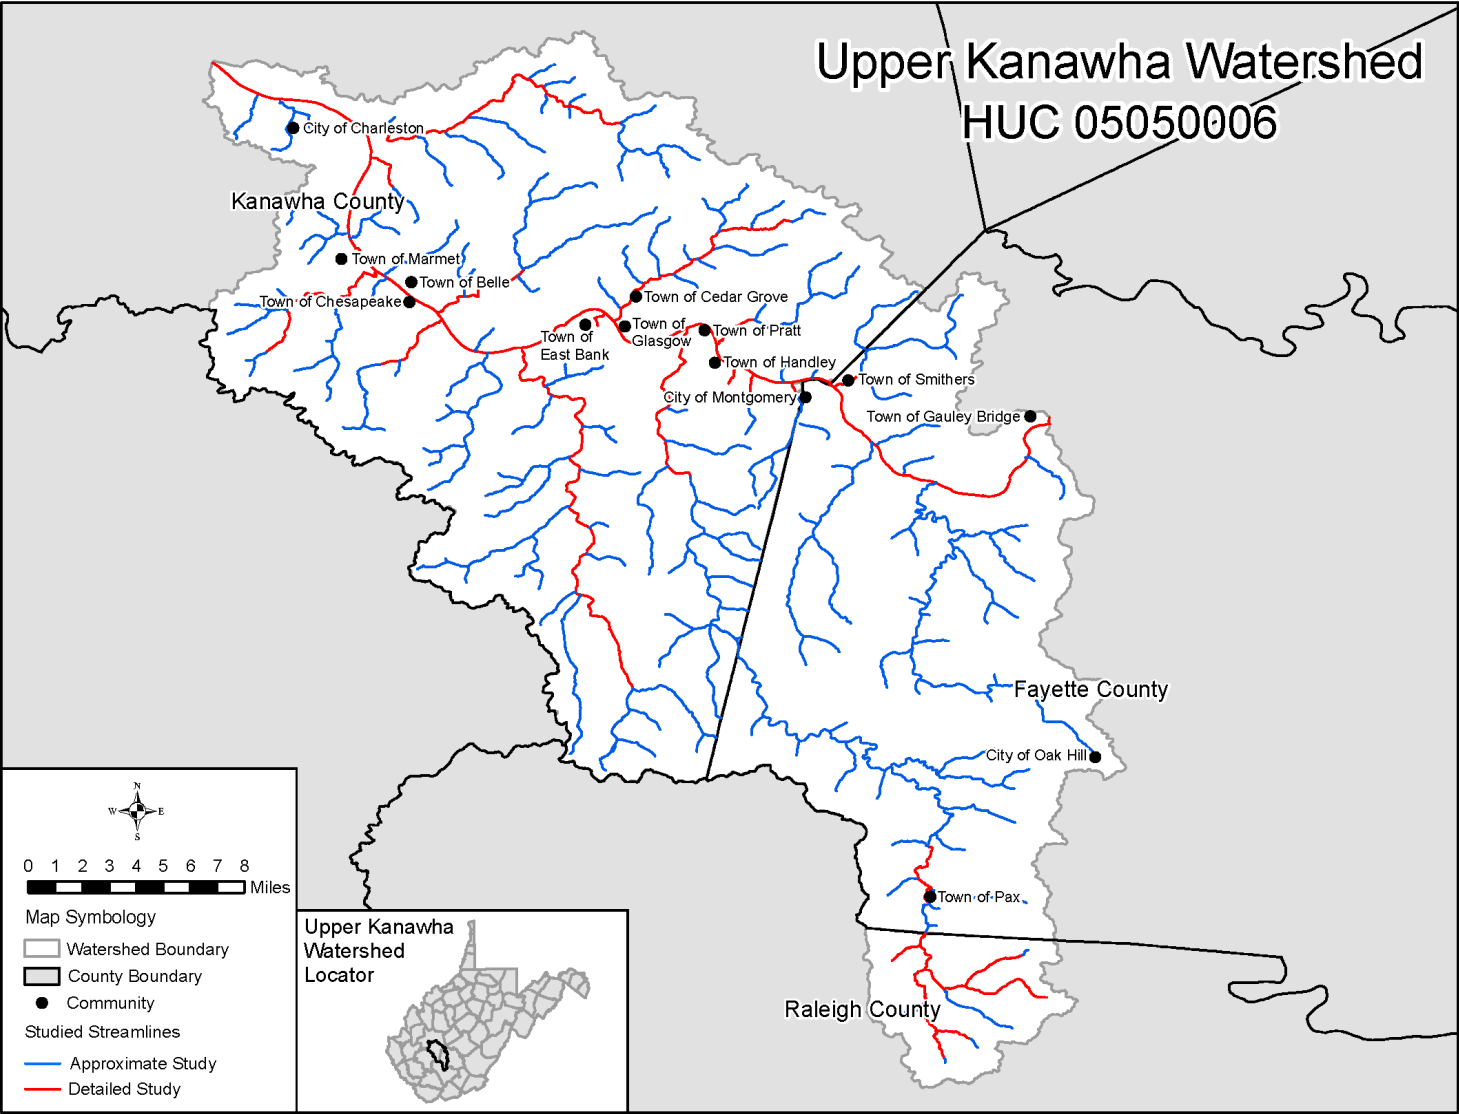 Upper Kanawha Watershed
HUC 05050006
City of Charleston
Kanawha County
Town of Marmet
Town of Belle
Town of Chesapeake
Town of Cedar Grove
Town of
East Bank
Town of
Glasgow
Town of Pratt
Town of Handley
City of Montgomery
Town of Smithers
Town of Gauley Bridge
Fayette County
City of Oak Hill
Town of Pax
Raleigh County
N
W E
S
0 1 2 3 4 5 6 7 8
Miles
Map Symbology
Watershed Boundary
County Boundary
Community
Studied Streamlines
Approximate Study
Detailed Study
Upper Kanawha
Watershed
Locator